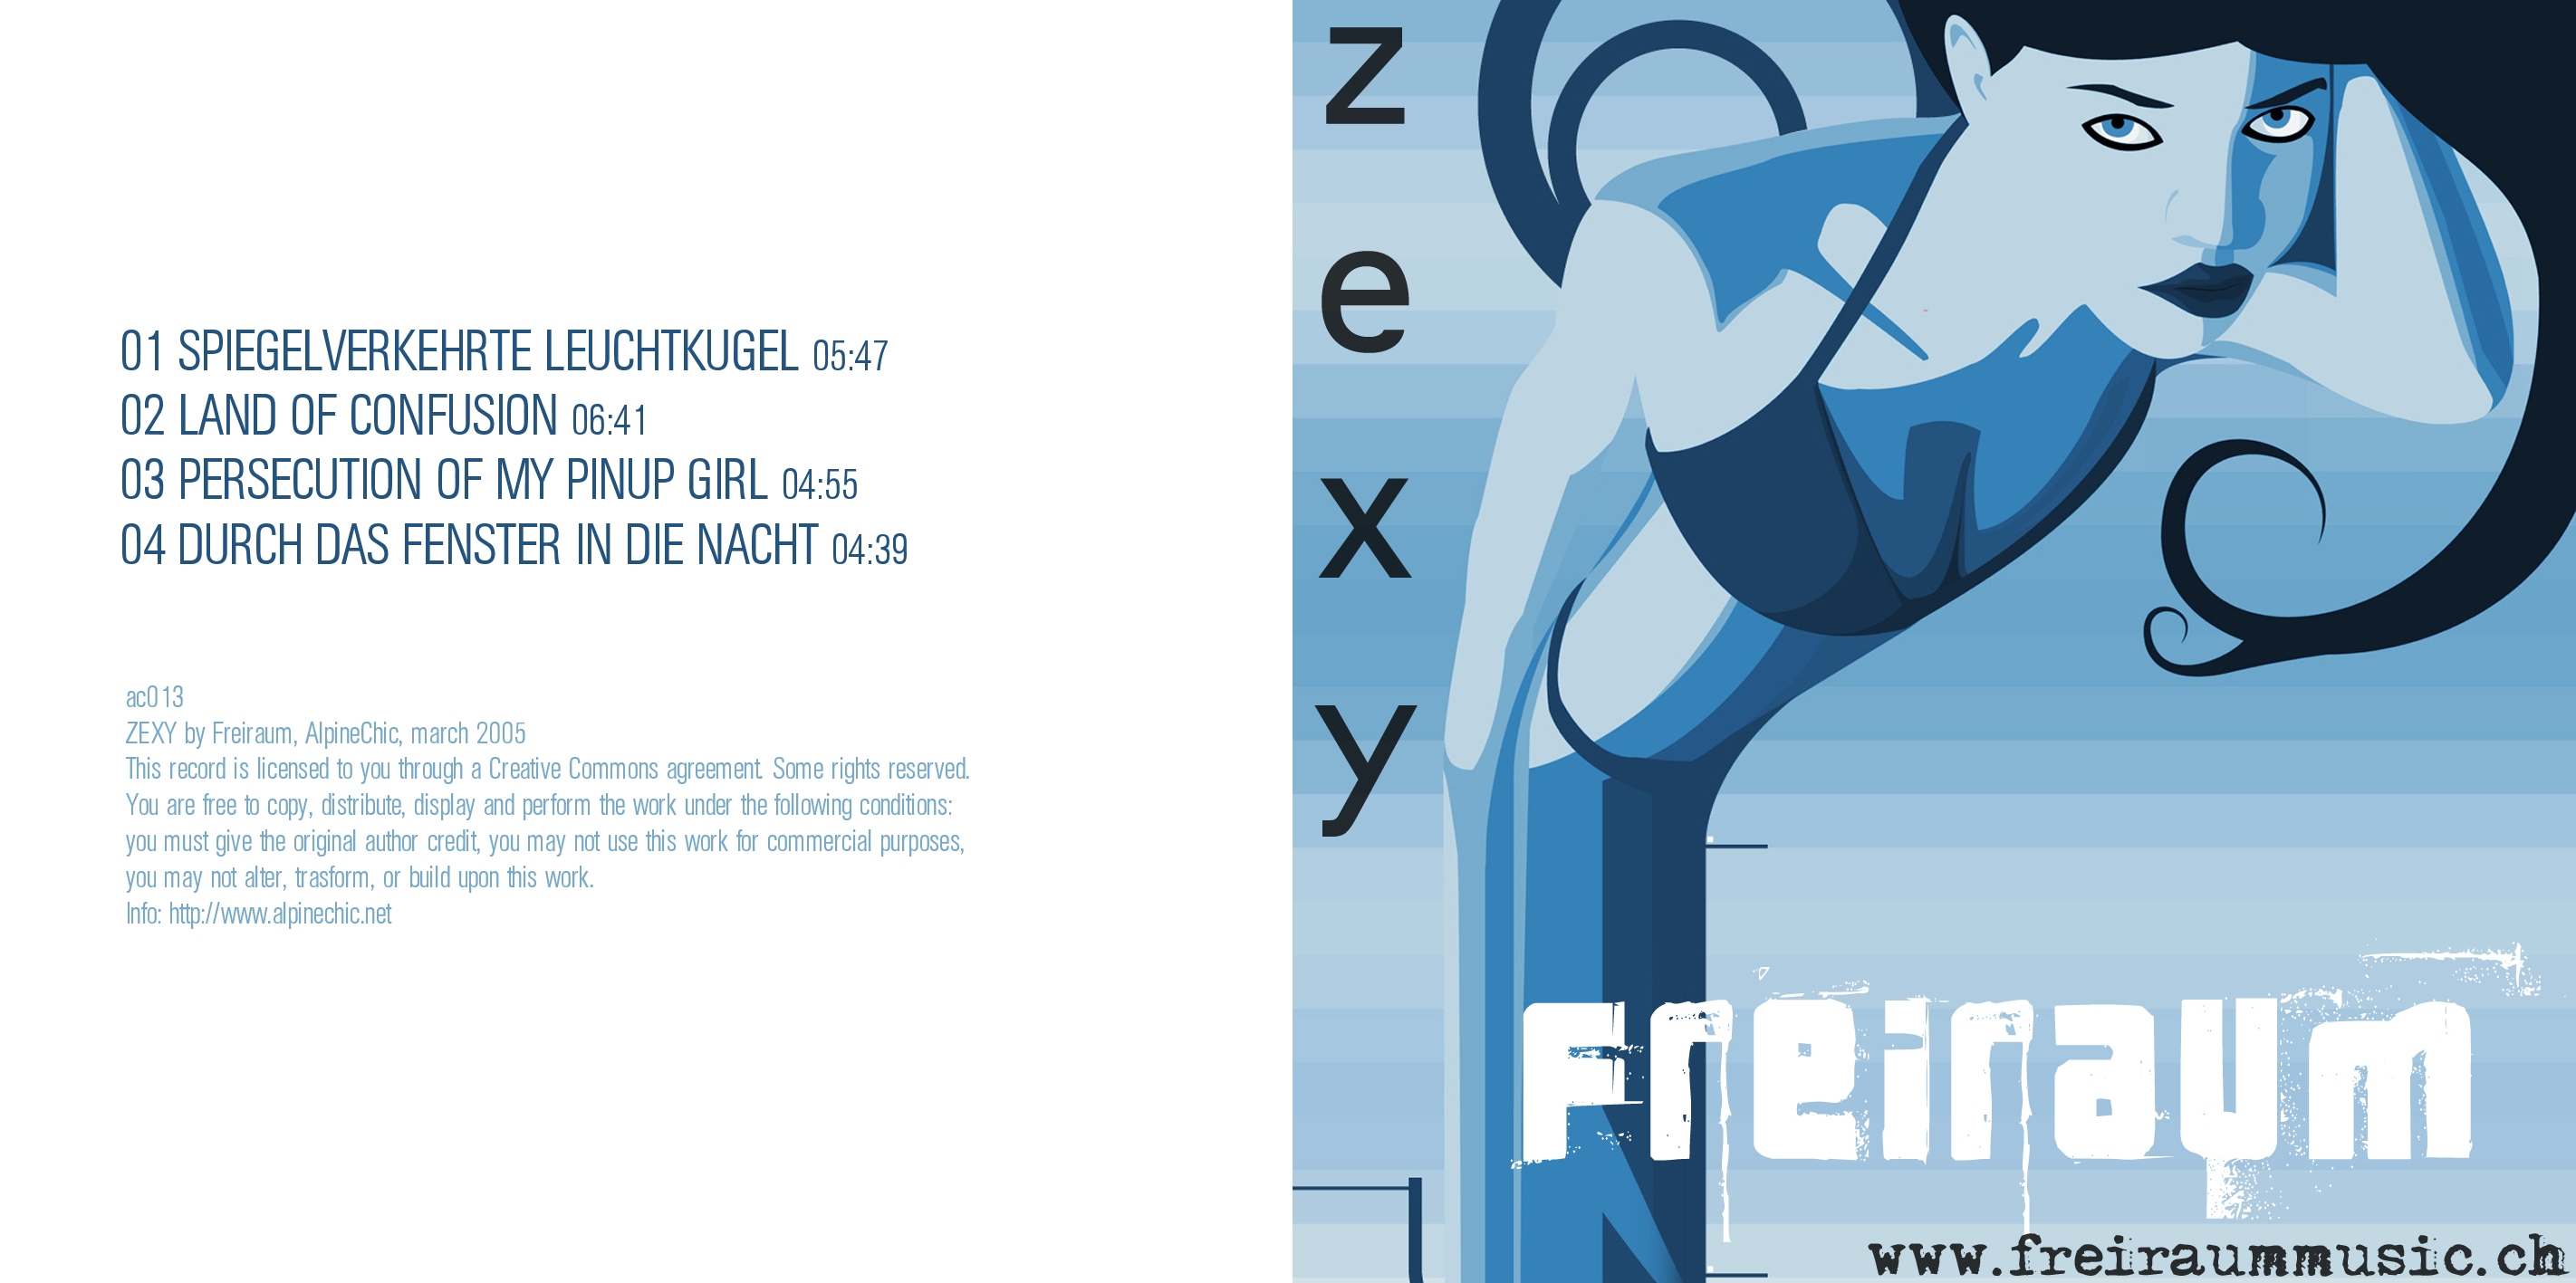 01 SPIEGELVERKEHRTE LEUCHTKUGEL 05:47
02 LAND OF CONFUSION 06:41
03 PERSECUTION OF MY PINUP GIRL 04:55
04 DURCH DAS FENSTER IN DIE NACHT 04:39
ac013
ZEXY by Freiraum, AlpineChic, march 2005
This record is licensed to you through a Creative Commons agreement. Some rights reserved.
You are free to copy, distribute, display and perform the work under the following conditions:
you must give the original author credit, you may not use this work for commercial purposes,
you may not alter, trasform, or build upon this work.
Info: http://www.alpinechic.net
zexy
Freiraum
www.freiraummusic.ch